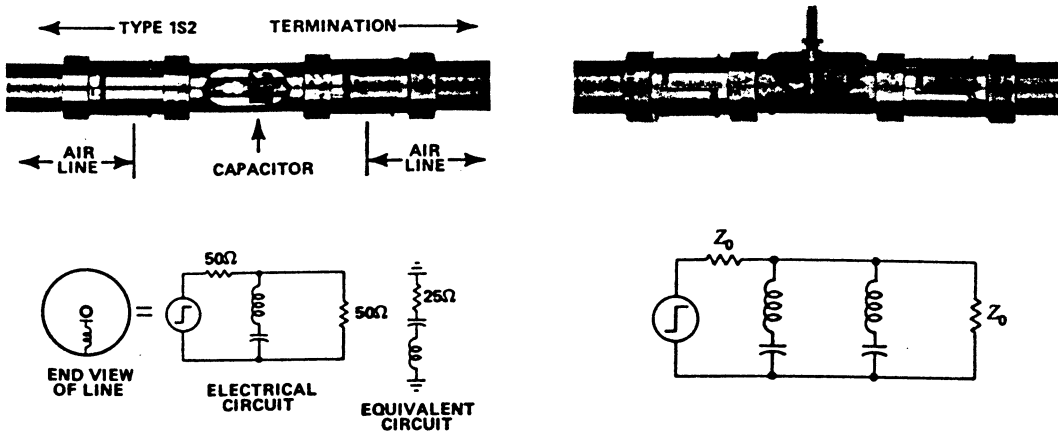 TYPE 1S2
TERMINATION
AIR
LINE
CAPACITOR
AIR
LINE
50Ω
50Ω
25Ω
END VIEW
OF LINE
ELECTRICAL
CIRCUIT
EQUIVALENT
CIRCUIT
Z₀
Z₀